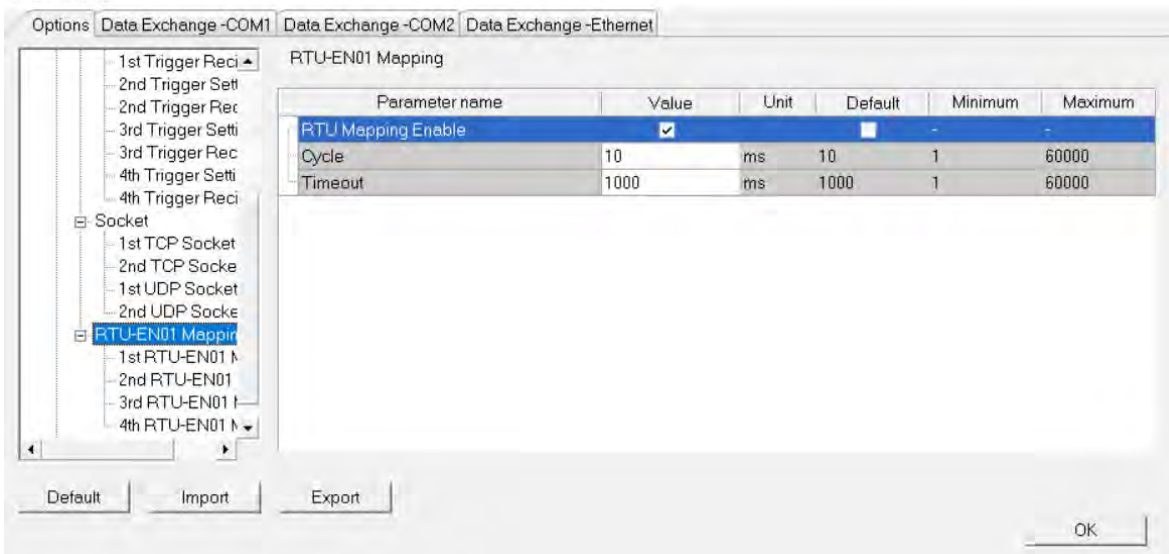 Options Data Exchange -COM1 Data Exchange -COM2 Data Exchange -Ethernet
1st Trigger Reci
2nd Trigger Sett
2nd Trigger Rec
3rd Trigger Setti
3rd Trigger Rec
4th Trigger Setti
4th Trigger Reci
Socket
1st TCP Socket
2nd TCP Socke
1st UDP Socket
2nd UDP Socke
RTU-EN01 Mappin
1st RTU-EN01 M
2nd RTU-EN01
3rd RTU-EN01
4th RTU-EN01
RTU-EN01 Mapping
Parameter name Value Unit Default Minimum Maximum
RTU Mapping Enable - -
Cycle 10 ms 10 1 60000
Timeout 1000 ms 1000 1 60000
Default Import Export
OK